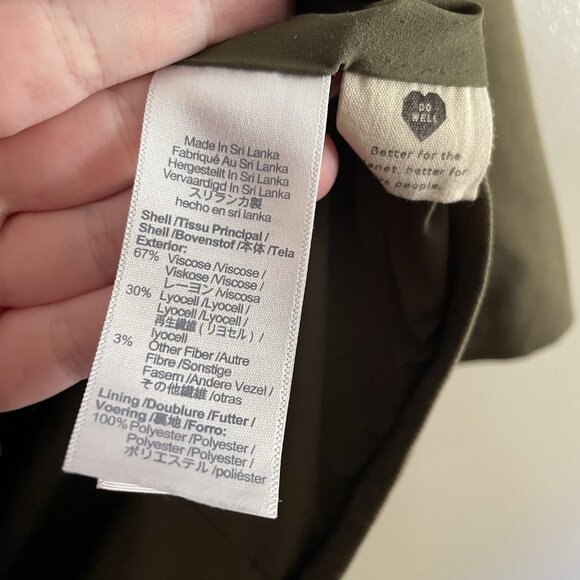 Made In Sri Lanka
Fabriqué Au Sri Lanka
Hergestellt In Sri Lanka
Vervaardigd In Sri Lanka
スリランカ製
hecho en sri lanka
Shell /Tissu Principal /
Shell /Bovenstof /本体 /Tela
Exterior:
67% Viscose /Viscose /
Viskose /Viscose /
レーヨン /Viscosa
30% Lyocell /Lyocell /
Lyocell /Lyocell /
再生繊維 ( リヨセル ) /
lyocell
3% Other Fiber /Autre
Fibre /Sonstige
Fasern /Andere Vezel /
その他繊維 /otras
Lining /Doublure /Futter /
Voering /裏地 /Forro:
100% Polyester /Polyester /
Polyester /Polyester /
ポリエステル /poliéster
DO
WELL
Better for the
lanet, better for
s people.